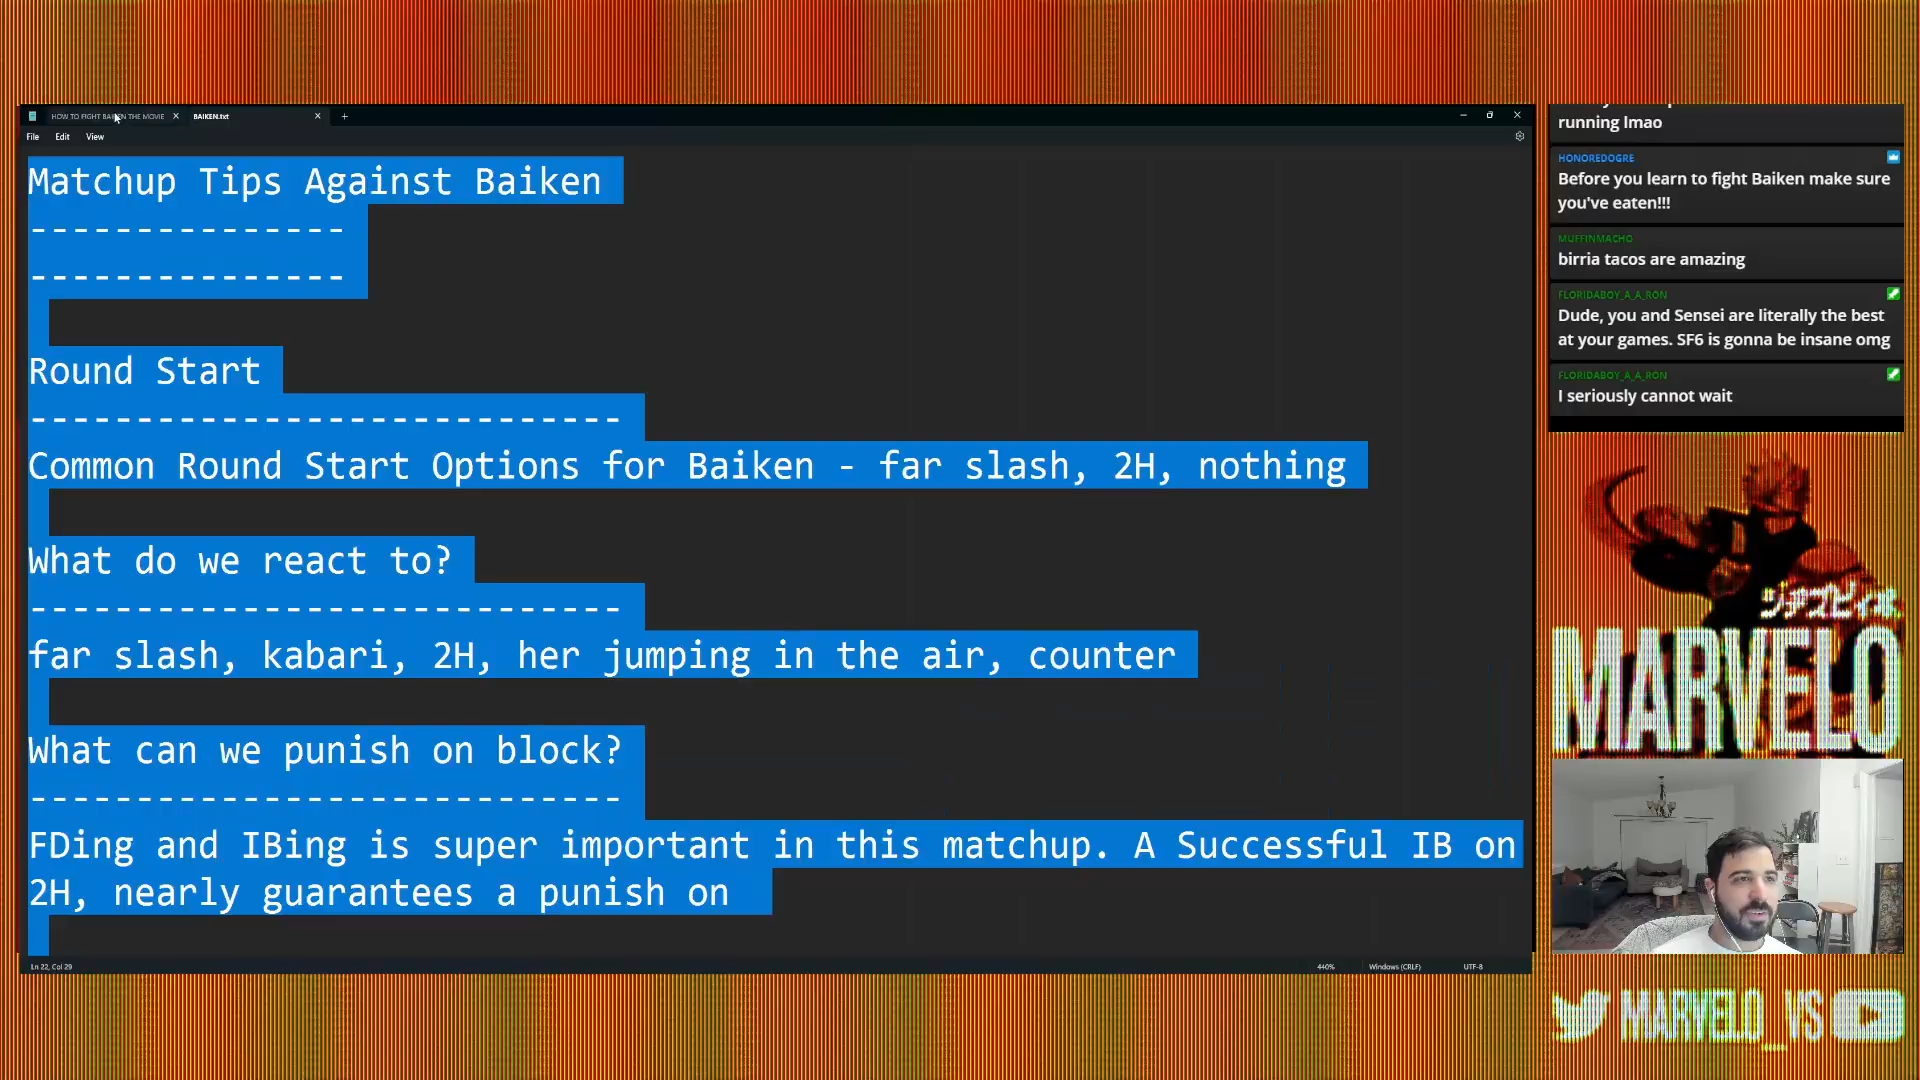 HOW TO FIGHT BAIKEN THE MOVIE
BAIKEN.txt
File Edit View
Matchup Tips Against Baiken
---------------
---------------
Round Start
----------------------------
Common Round Start Options for Baiken - far slash, 2H, nothing
What do we react to?
----------------------------
far slash, kabari, 2H, her jumping in the air, counter
What can we punish on block?
----------------------------
FDing and IBing is super important in this matchup. A Successful IB on
2H, nearly guarantees a punish on
Ln 22, Col 29
440%
Windows (CRLF)
UTF-8
running lmao
HONOREDOGRE
Before you learn to fight Baiken make sure
you've eaten!!!
MUFFINMACHO
birria tacos are amazing
FLORIDABOY_A_A_RON
Dude, you and Sensei are literally the best
at your games. SF6 is gonna be insane omg
FLORIDABOY_A_A_RON
I seriously cannot wait
MARVELO
MARVELO_VS